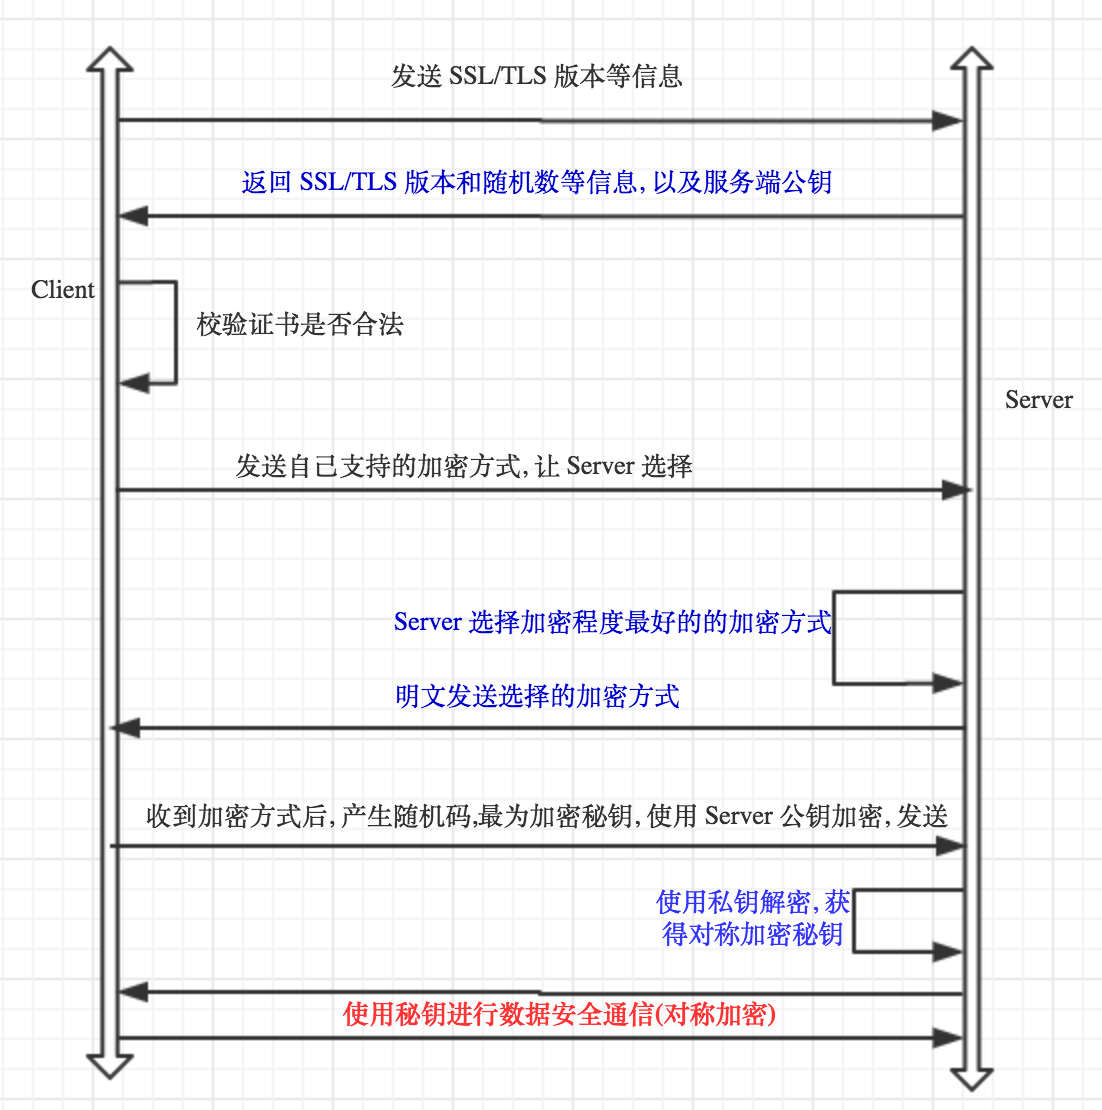 发送 SSL/TLS 版本等信息
返回 SSL/TLS 版本和随机数等信息, 以及服务端公钥
Client
校验证书是否合法
Server
发送自己支持的加密方式, 让 Server 选择
Server 选择加密程度最好的的加密方式
明文发送选择的加密方式
收到加密方式后, 产生随机码,最为加密秘钥, 使用 Server 公钥加密, 发送
使用私钥解密, 获
得对称加密秘钥
使用秘钥进行数据安全通信(对称加密)